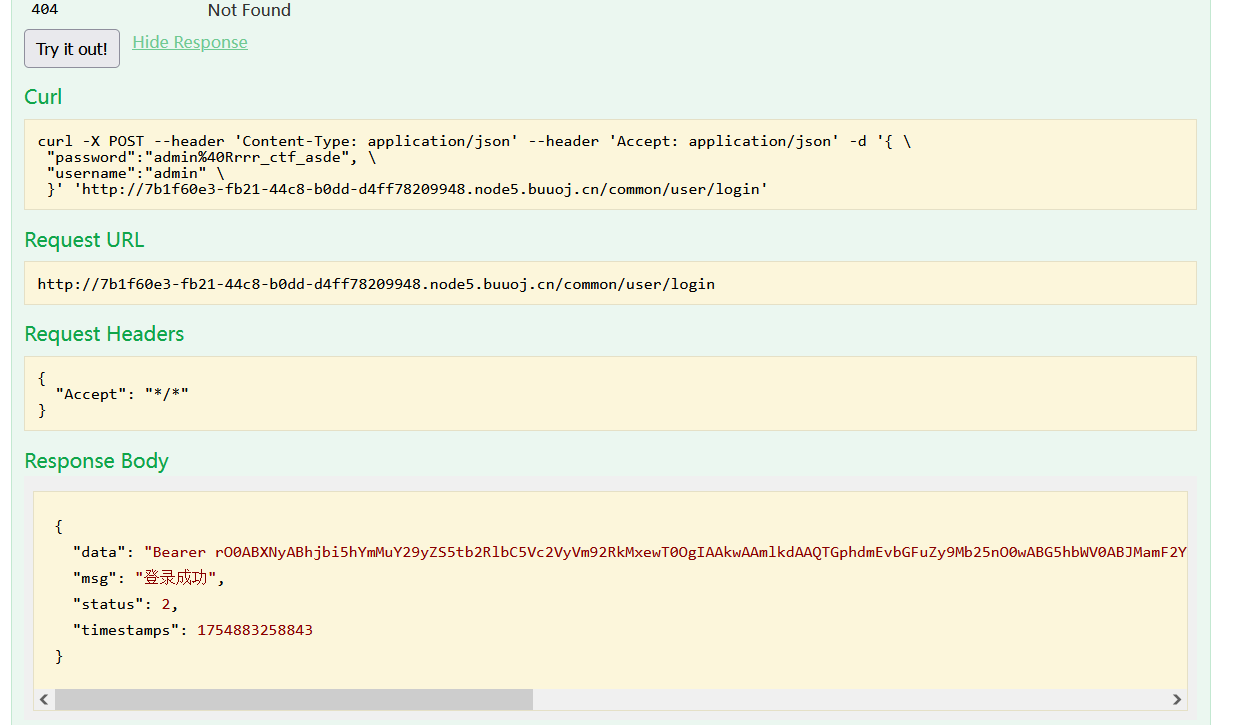 404 Not Found
Try it out! Hide Response
Curl
curl -X POST --header 'Content-Type: application/json' --header 'Accept: application/json' -d '{ \
"password":"admin%40Rrrr_ctf_asde", \
"username":"admin" \
}' 'http://7b1f60e3-fb21-44c8-b0dd-d4ff78209948.node5.buuoj.cn/common/user/login'
Request URL
http://7b1f60e3-fb21-44c8-b0dd-d4ff78209948.node5.buuoj.cn/common/user/login
Request Headers
{
"Accept": "*/*"
}
Response Body
{
"data": "Bearer rO0ABXNyABhjbi5hYmMuY29yZS5tb2RlbC5Vc2VyVm92RkMxewT0OgIAAkwAAmlkdAAQTGphdmEvbGFuZy9Mb25nO0wABG5hbWV0ABJMamF2Y
"msg": "登录成功",
"status": 2,
"timestamps": 1754883258843
}